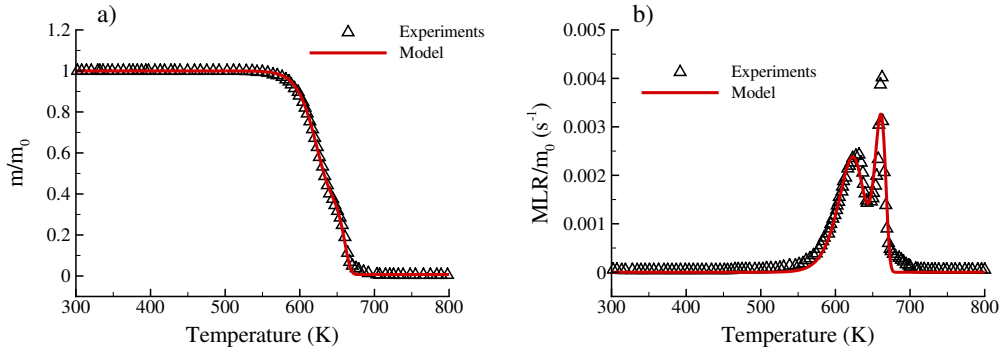 a)
1.2
1
0.8
0.6
0.4
0.2
0
m/m0
300 400 500 600 700 800
Temperature (K)
Experiments
Model
b)
0.005
0.004
0.003
0.002
0.001
0
MLR/m0 (s-1)
300 400 500 600 700 800
Temperature (K)
Experiments
Model